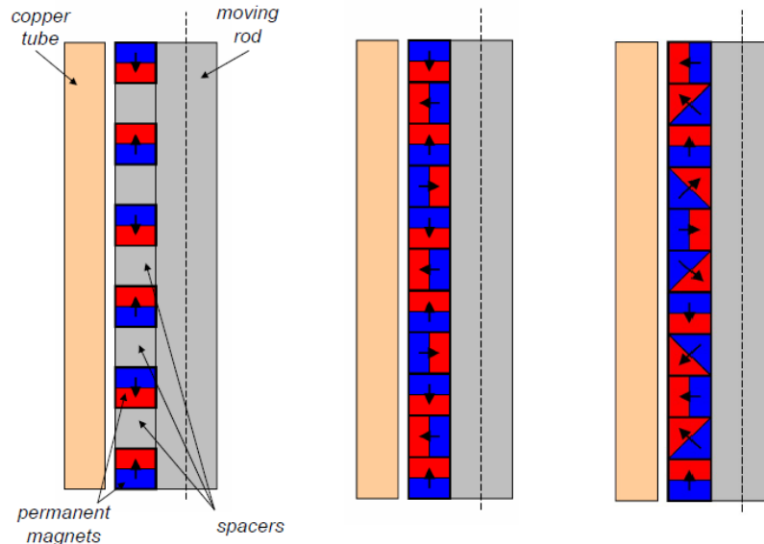 copper
tube
moving
rod
permanent
magnets
spacers